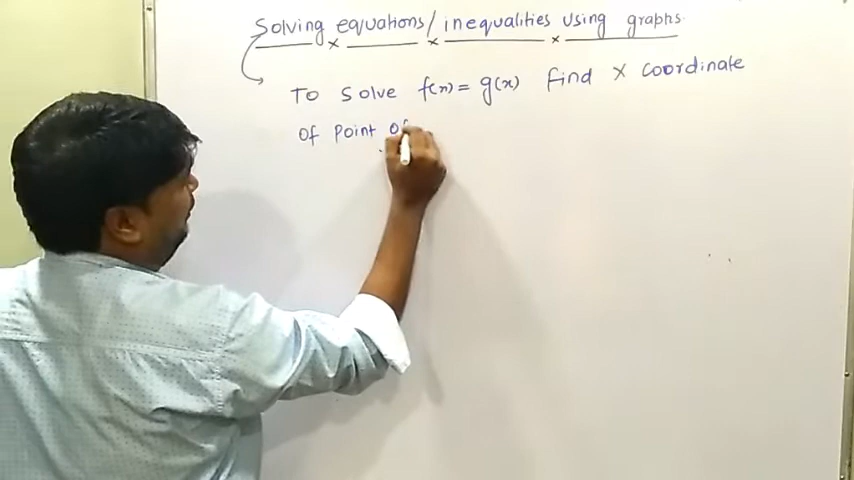 Solving equations/inequalities using graphs.
To solve f(x) = g(x) find x coordinate
of point of